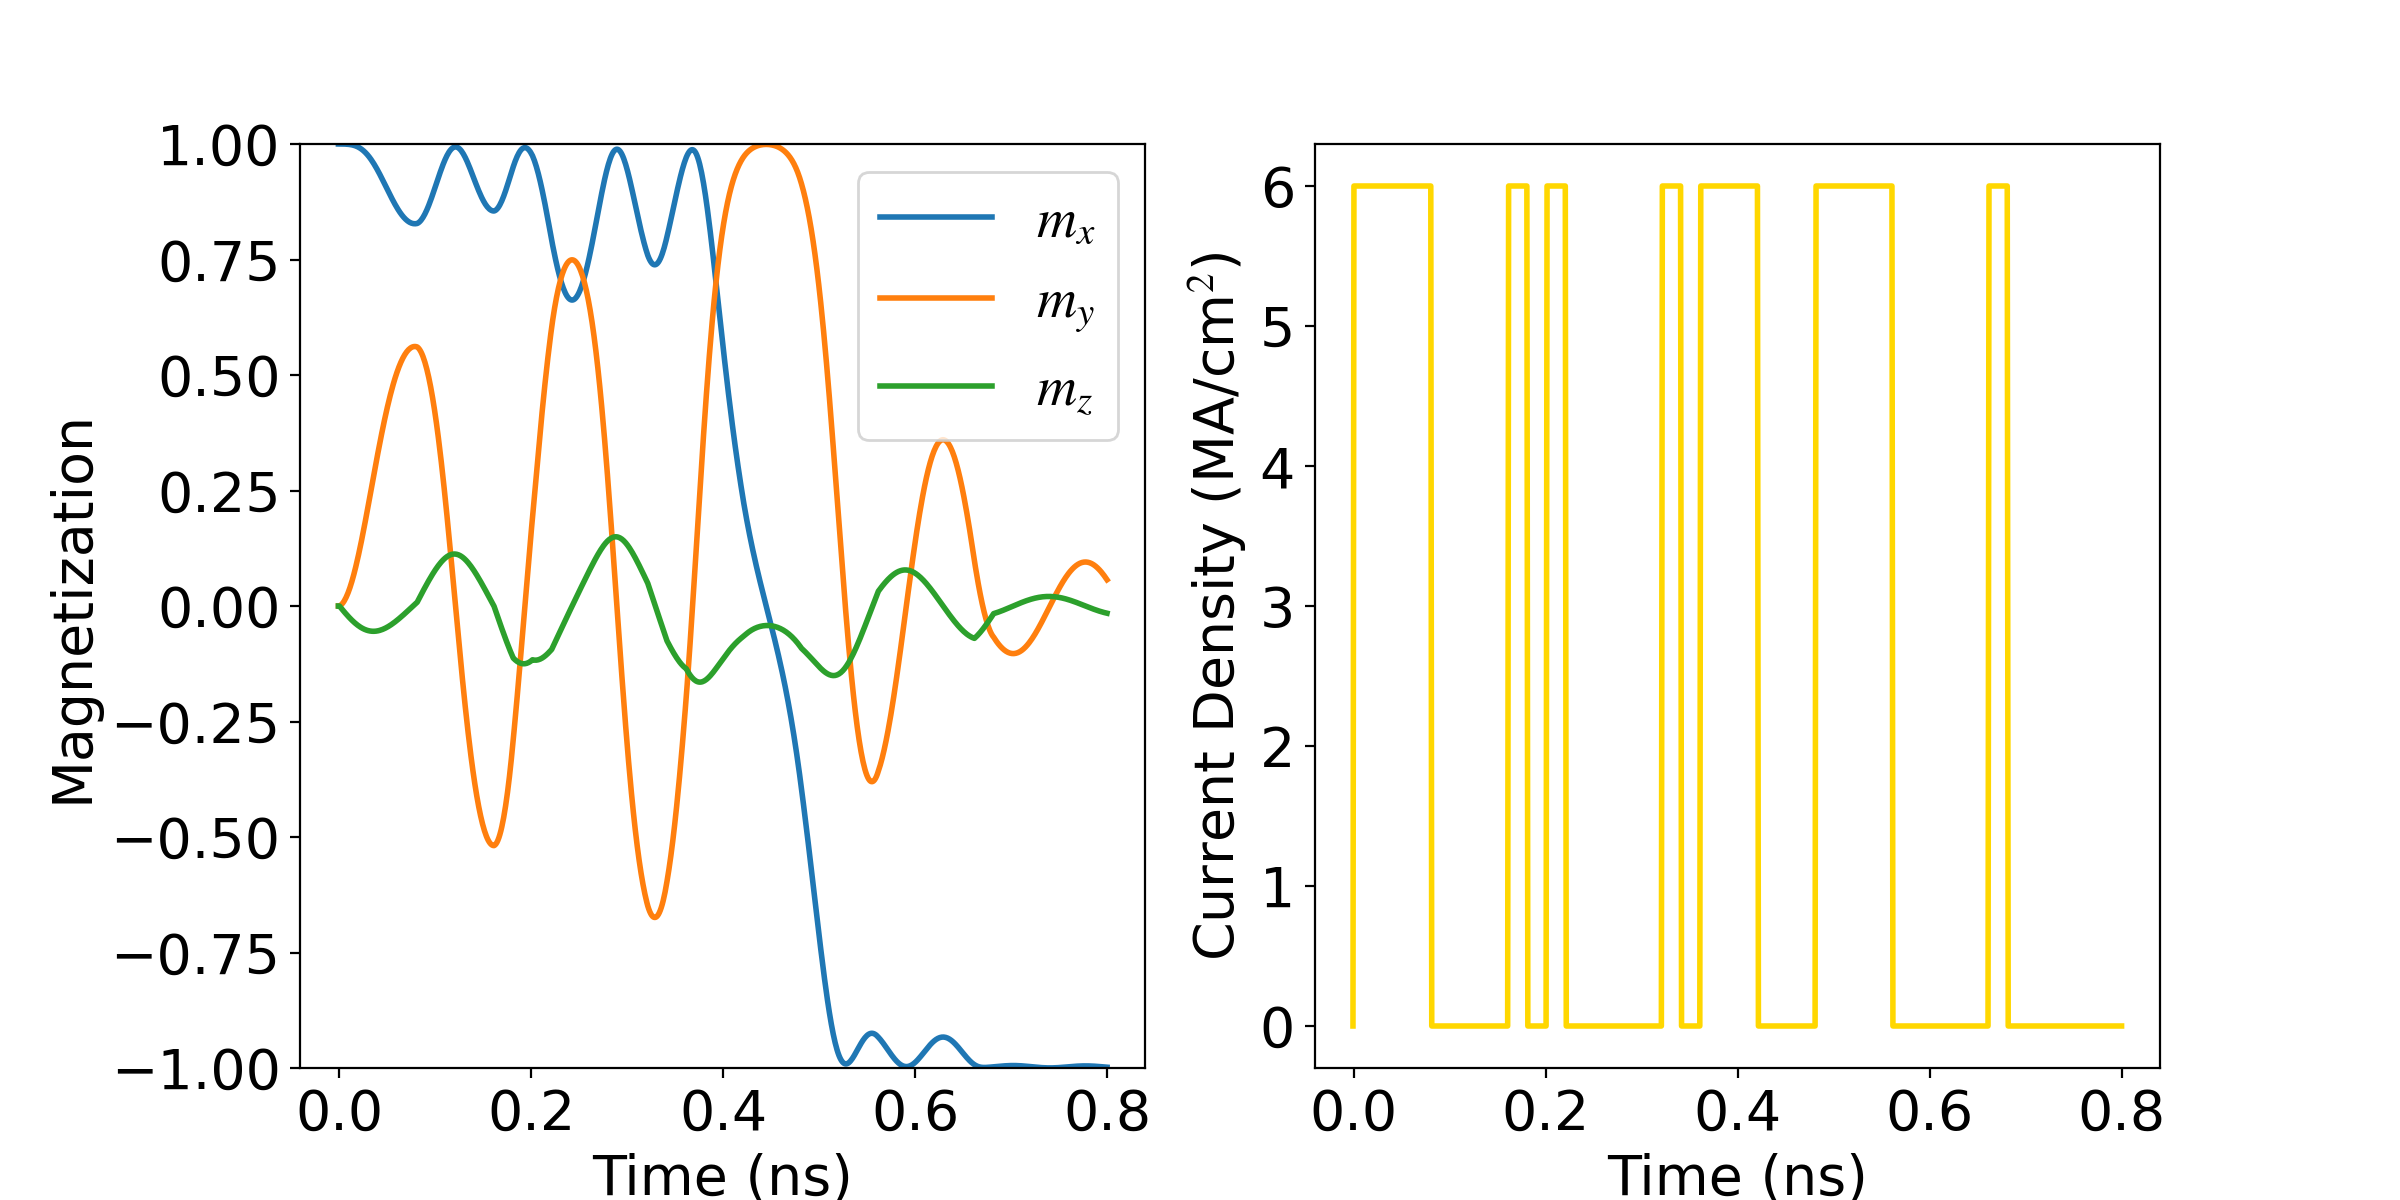 1.00
0.75
0.50
0.25
0.00
−0.25
−0.50
−0.75
−1.00
Magnetization
0.0 0.2 0.4 0.6 0.8
Time (ns)
m_x
m_y
m_z
6
5
4
3
2
1
0
Current Density (MA/cm²)
0.0 0.2 0.4 0.6 0.8
Time (ns)